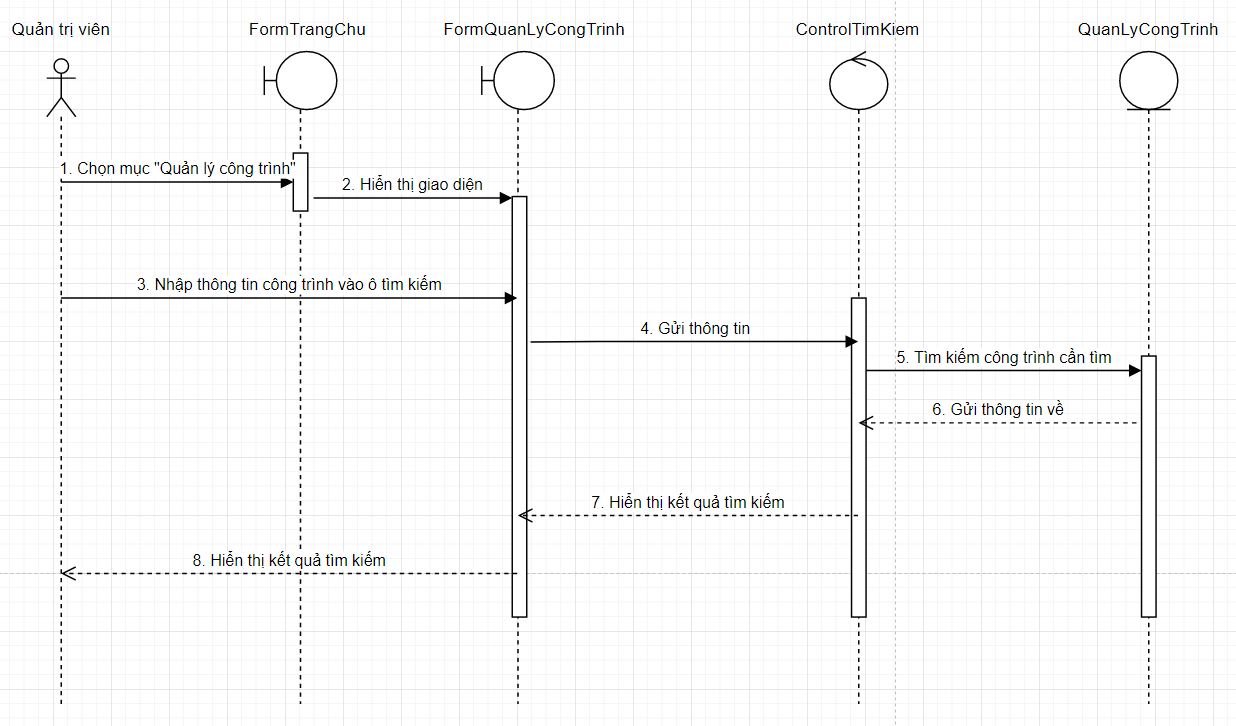 Quản trị viên
FormTrangChu
FormQuanLyCongTrinh
ControlTimKiem
QuanLyCongTrinh
1. Chọn mục "Quản lý công trình"
2. Hiển thị giao diện
3. Nhập thông tin công trình vào ô tìm kiếm
4. Gửi thông tin
5. Tìm kiếm công trình cần tìm
6. Gửi thông tin về
7. Hiển thị kết quả tìm kiếm
8. Hiển thị kết quả tìm kiếm